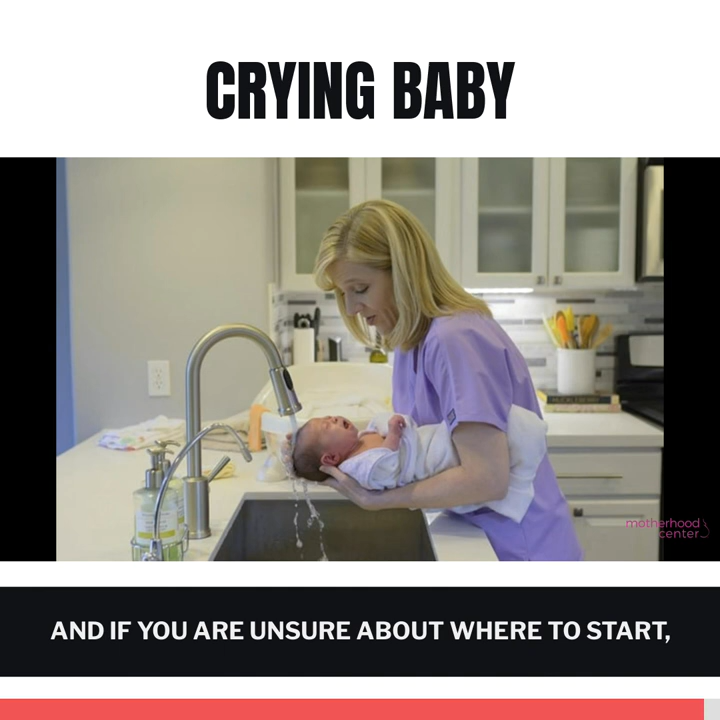 CRYING BABY
motherhood
center
AND IF YOU ARE UNSURE ABOUT WHERE TO START,